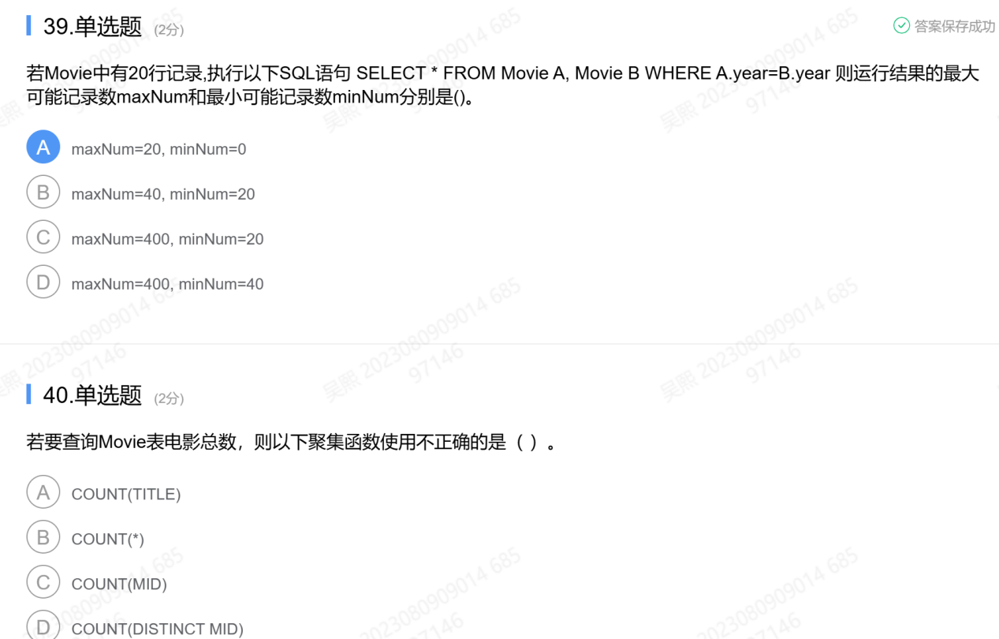 39.单选题 (2分)
答案保存成功
若Movie中有20行记录,执行以下SQL语句 SELECT * FROM Movie A, Movie B WHERE A.year=B.year 则运行结果的最大
可能记录数maxNum和最小可能记录数minNum分别是()。
A maxNum=20, minNum=0
B maxNum=40, minNum=20
C maxNum=400, minNum=20
D maxNum=400, minNum=40
40.单选题 (2分)
若要查询Movie表电影总数，则以下聚集函数使用不正确的是（ ）。
A COUNT(TITLE)
B COUNT(*)
C COUNT(MID)
D COUNT(DISTINCT MID)
吴熙 2023080909014 685
97146